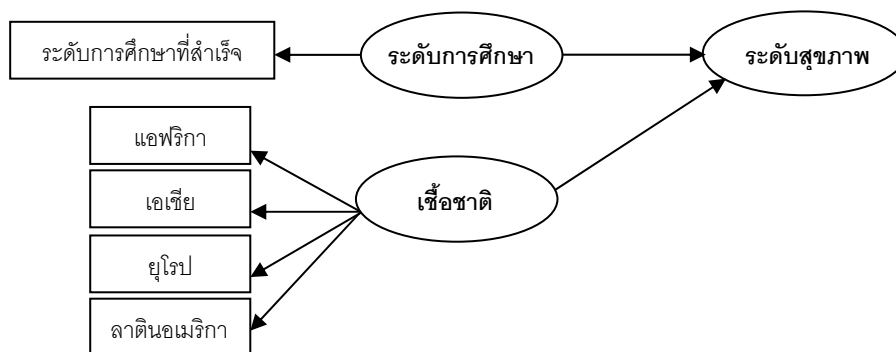 ระดับการศึกษาที่สำเร็จ
ระดับการศึกษา
ระดับสุขภาพ
แอฟริกา
เอเชีย
เชื้อชาติ
ยุโรป
ลาตินอเมริกา